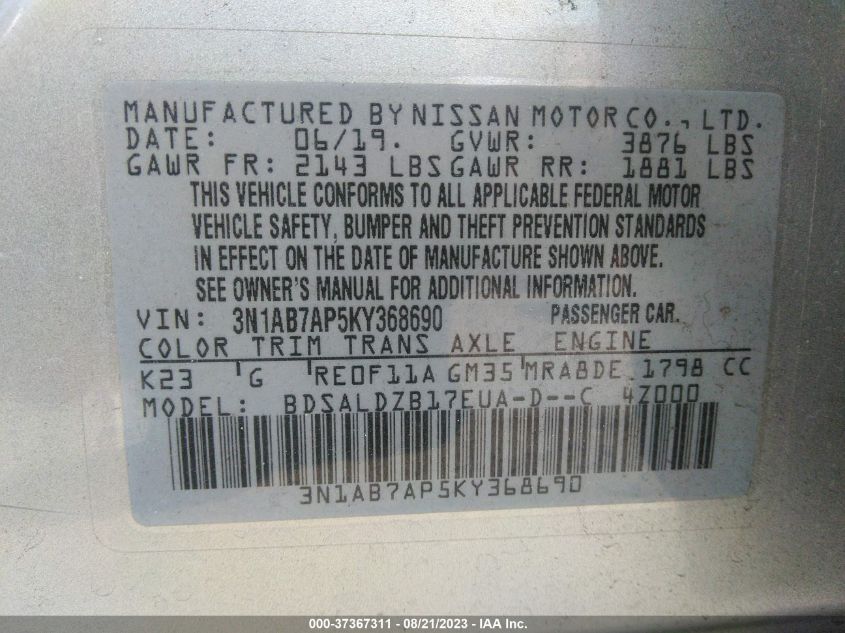 MANUFACTURED BY NISSAN MOTOR CO., LTD.
DATE: 06/19. GVWR: 3876 LBS
GAWR FR: 2143 LBS GAWR RR: 1881 LBS
THIS VEHICLE CONFORMS TO ALL APPLICABLE FEDERAL MOTOR
VEHICLE SAFETY, BUMPER AND THEFT PREVENTION STANDARDS
IN EFFECT ON THE DATE OF MANUFACTURE SHOWN ABOVE.
SEE OWNER'S MANUAL FOR ADDITIONAL INFORMATION.
VIN: 3N1AB7AP5KY368690 PASSENGER CAR.
COLOR TRIM TRANS AXLE ENGINE
K23 G RE0F11A GM35 MRA8DE 1798 CC
MODEL: BDSALDZB17EUA-D--C 4Z000
3N1AB7AP5KY368690
000-37367311 - 08/21/2023 - IAA Inc.